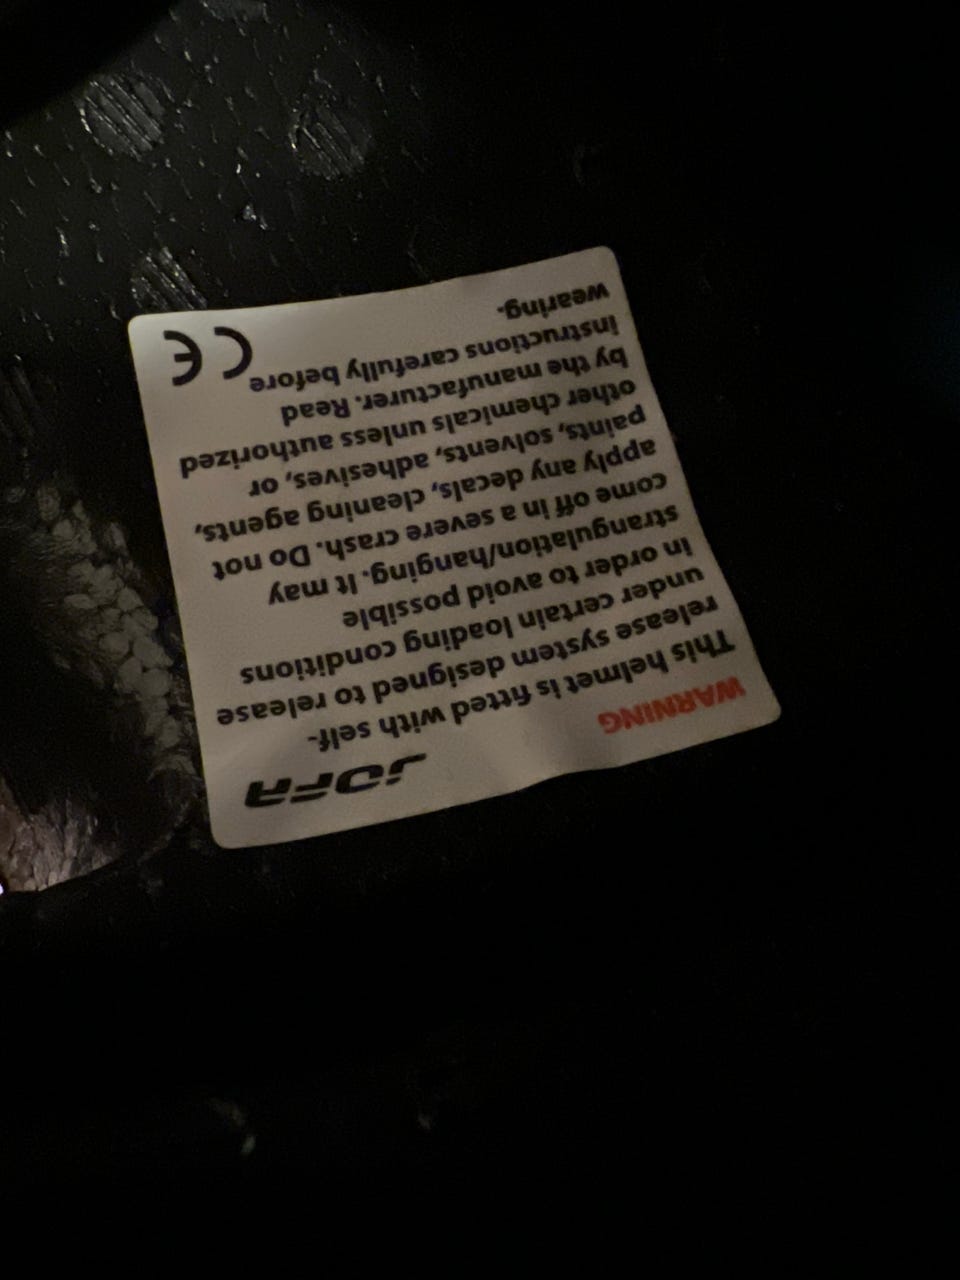 WARNING JOFA
This helmet is fitted with self-
release system designed to release
under certain loading conditions
in order to avoid possible
strangulation/hanging. It may
come off in a severe crash. Do not
apply any decals, cleaning agents,
paints, solvents, adhesives, or
other chemicals unless authorized
by the manufacturer. Read
instructions carefully before
wearing.
CE